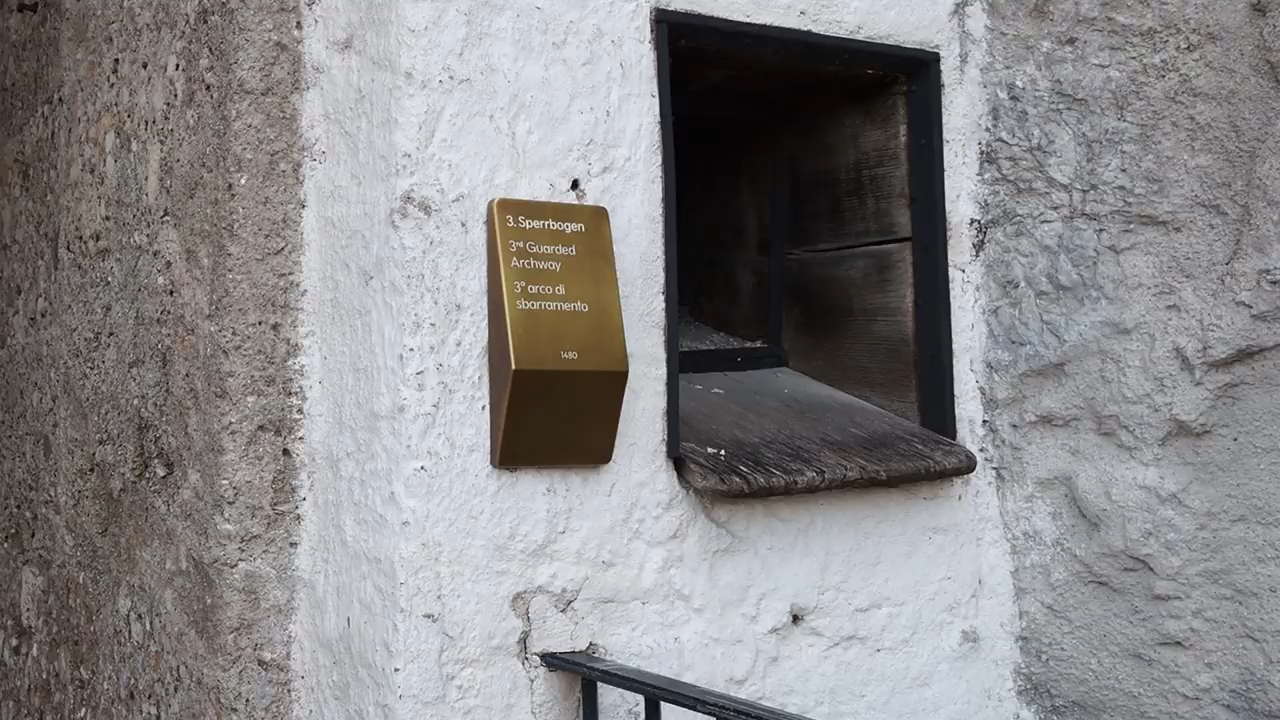 3. Sperrbogen
3rd Guarded
Archway
3° arco di
sbarramento
1480